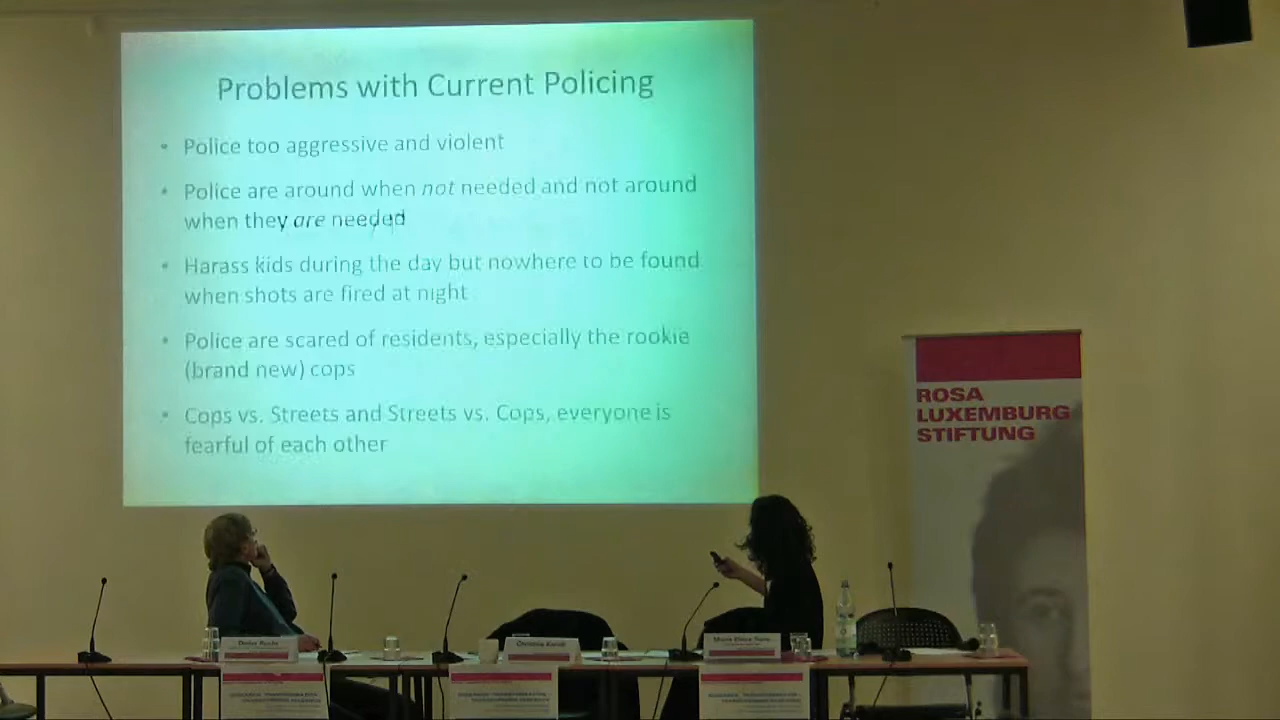 Problems with Current Policing
• Police too aggressive and violent
• Police are around when not needed and not around
when they are needed
• Harass kids during the day but nowhere to be found
when shots are fired at night
• Police are scared of residents, especially the rookie
(brand new) cops
• Cops vs. Streets and Streets vs. Cops, everyone is
fearful of each other
ROSA
LUXEMBURG
STIFTUNG